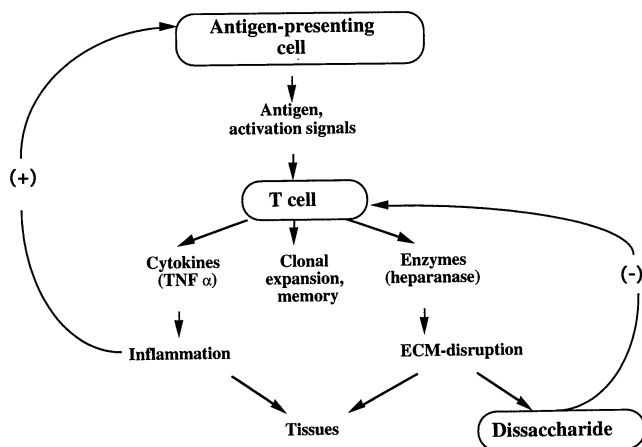 Antigen-presenting
cell
Antigen,
activation signals
(+)
T cell
Cytokines
(TNF α)
Clonal
expansion,
memory
Enzymes
(heparanase)
(-)
Inflammation
ECM-disruption
Tissues
Dissaccharide